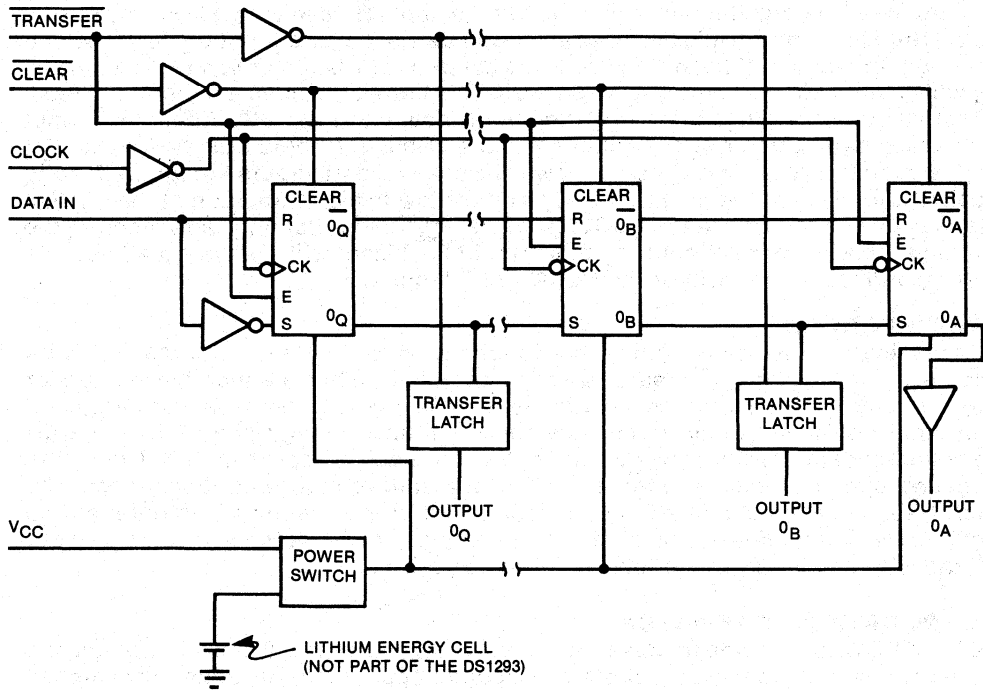 TRANSFER
CLEAR
CLOCK
DATA IN
CLEAR
R
0Q
CK
E
S
0Q
CLEAR
R
0B
E
CK
S
0B
CLEAR
R
0A
E
CK
S
0A
TRANSFER
LATCH
OUTPUT
0Q
TRANSFER
LATCH
OUTPUT
0B
OUTPUT
0A
VCC
POWER
SWITCH
LITHIUM ENERGY CELL
(NOT PART OF THE DS1293)